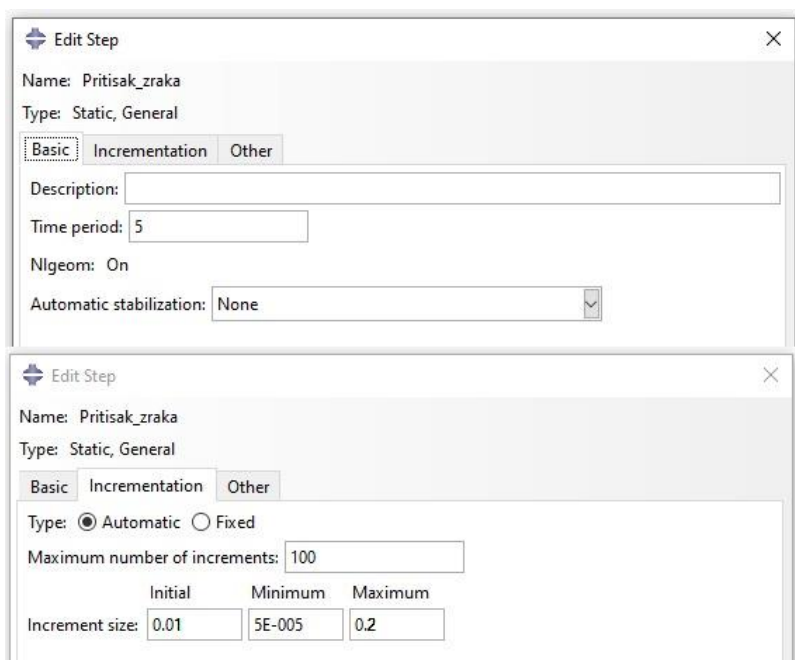 Edit Step
Name: Pritisak_zraka
Type: Static, General
Basic Incrementation Other
Description:
Time period: 5
Nlgeom: On
Automatic stabilization: None
Edit Step
Name: Pritisak_zraka
Type: Static, General
Basic Incrementation Other
Type: Automatic Fixed
Maximum number of increments: 100
Initial Minimum Maximum
Increment size: 0.01 5E-005 0.2